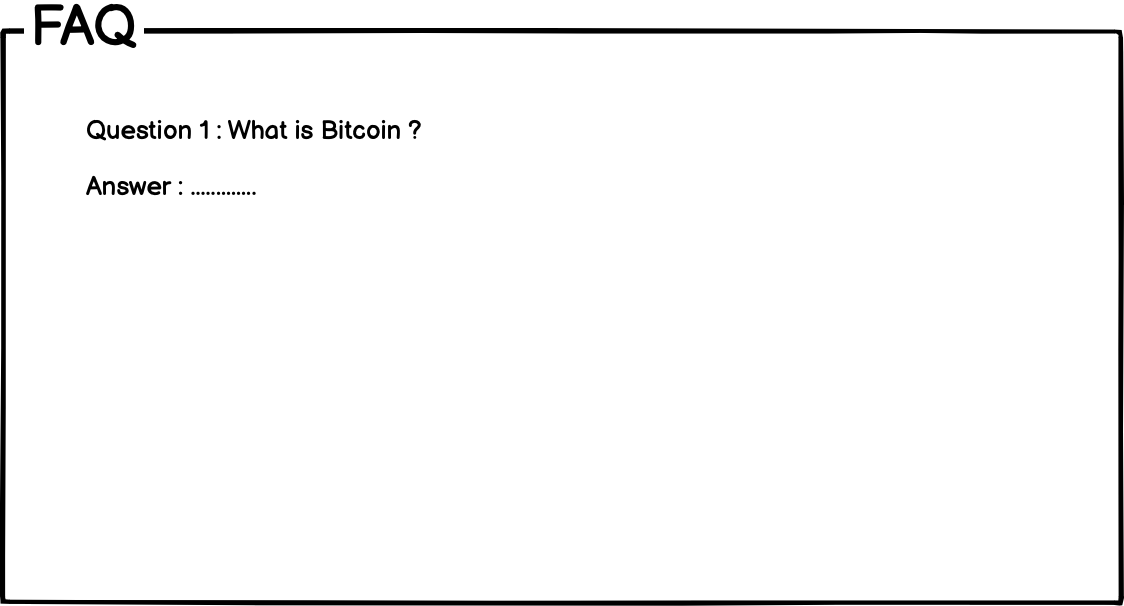 FAQ
Question 1 : What is Bitcoin ?
Answer : .............